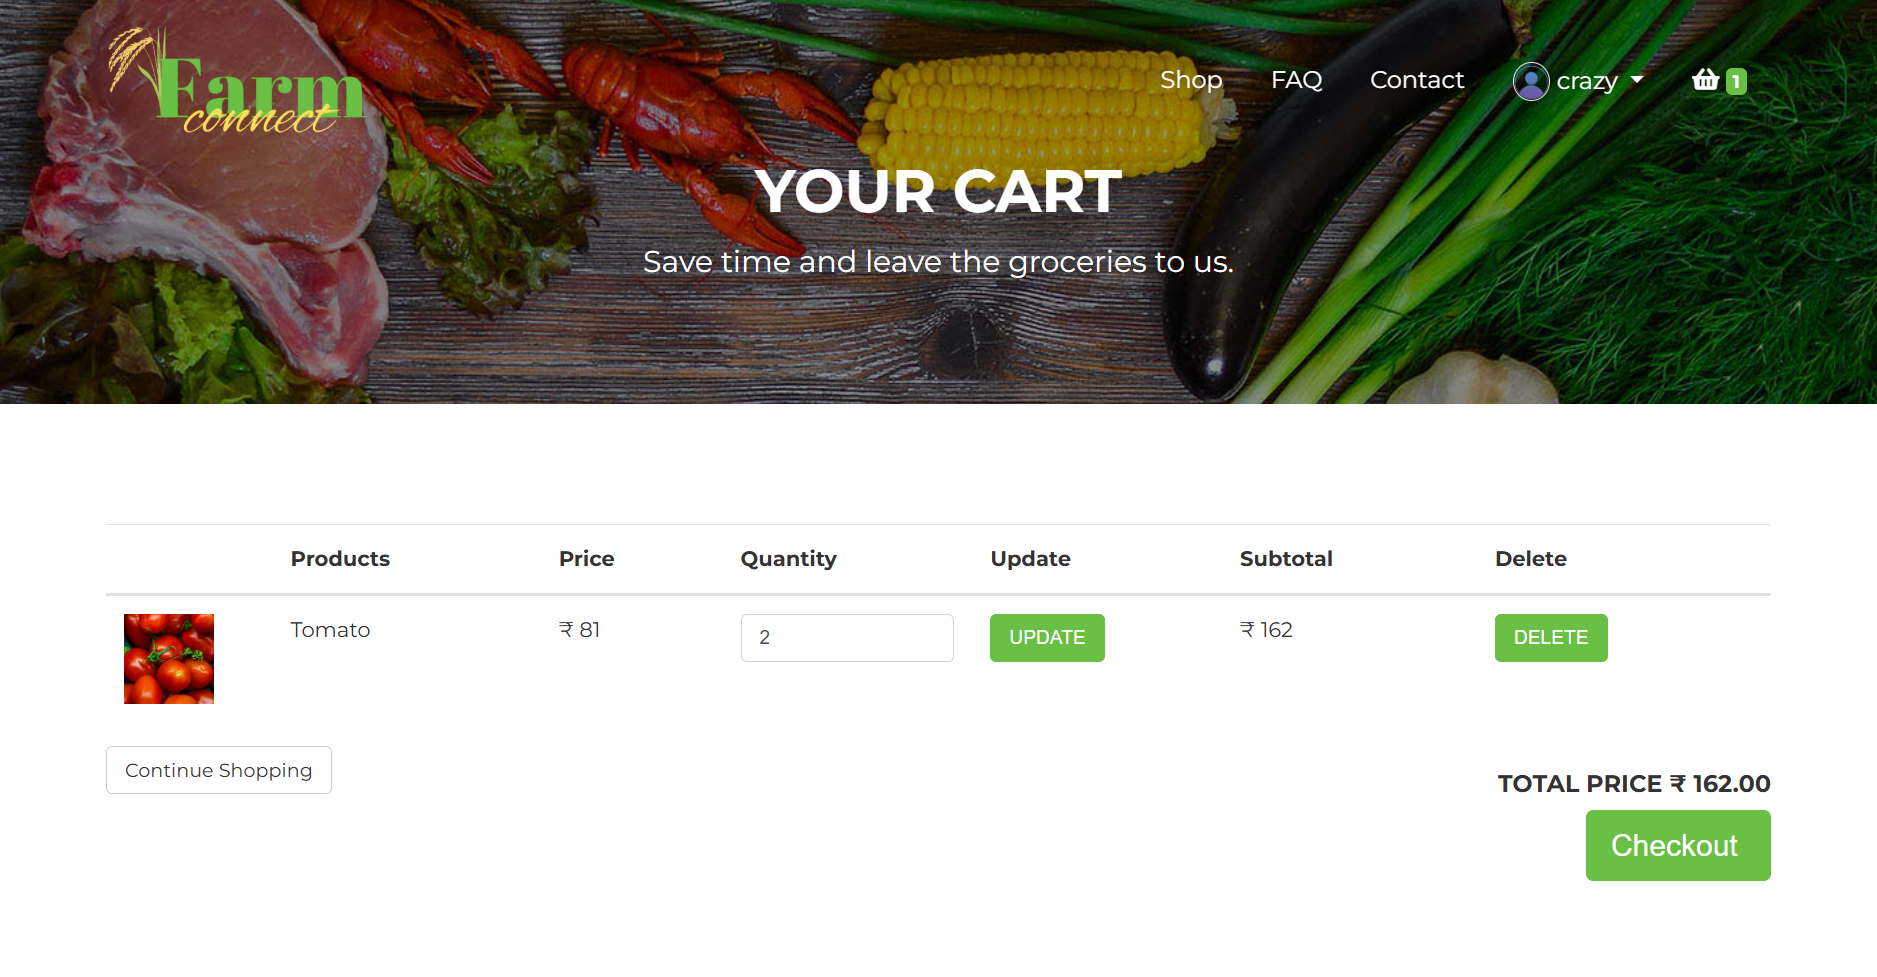 Farm
connect
Shop FAQ Contact crazy 1
YOUR CART
Save time and leave the groceries to us.
Products Price Quantity Update Subtotal Delete
Tomato ₹ 81 2 UPDATE ₹ 162 DELETE
Continue Shopping
TOTAL PRICE ₹ 162.00
Checkout